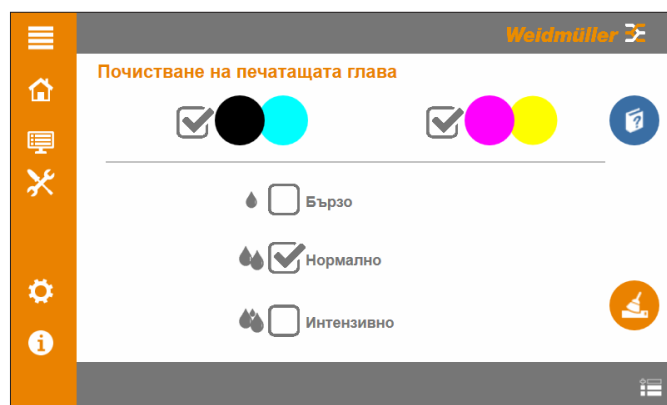 Weidmüller
Почистване на печатащата глава
Бързо
Нормално
Интензивно